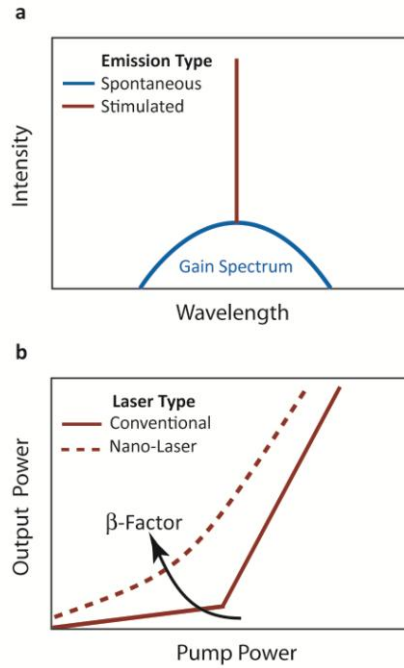 a
Emission Type
Spontaneous
Stimulated
Gain Spectrum
Intensity
Wavelength
b
Laser Type
Conventional
Nano-Laser
β-Factor
Output Power
Pump Power